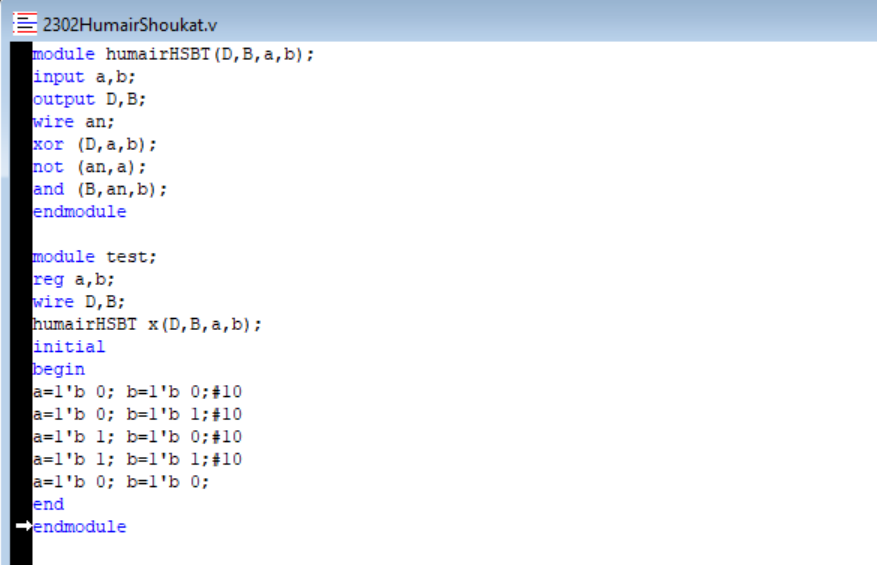 2302HumairShoukat.v
module humairHSBT(D,B,a,b);
input a,b;
output D,B;
wire an;
xor (D,a,b);
not (an,a);
and (B,an,b);
endmodule
module test;
reg a,b;
wire D,B;
humairHSBT x(D,B,a,b);
initial
begin
a=1'b 0; b=1'b 0;#10
a=1'b 0; b=1'b 1;#10
a=1'b 1; b=1'b 0;#10
a=1'b 1; b=1'b 1;#10
a=1'b 0; b=1'b 0;
end
endmodule